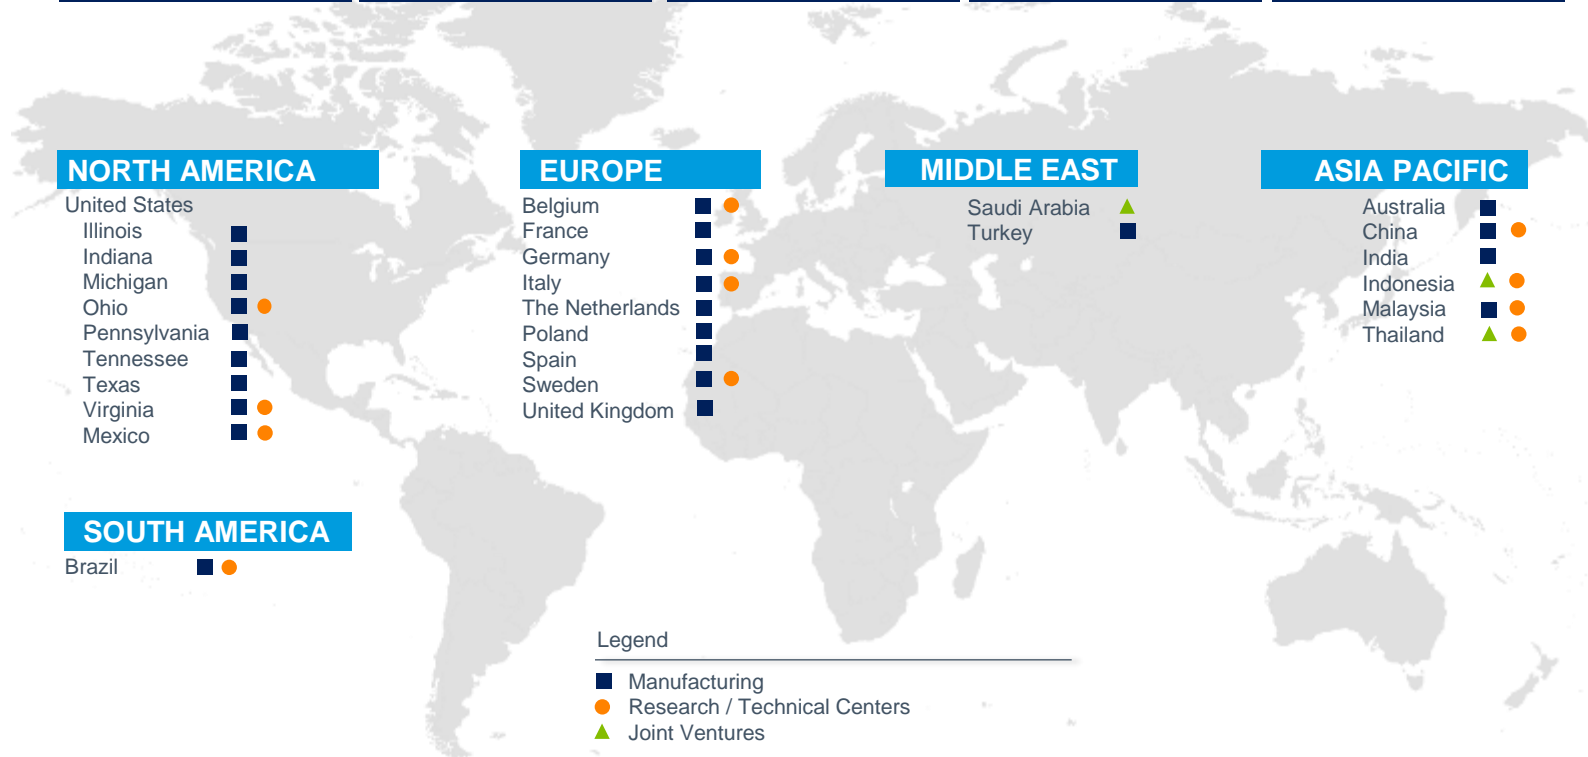 NORTH AMERICA
United States
Illinois
Indiana
Michigan
Ohio
Pennsylvania
Tennessee
Texas
Virginia
Mexico
SOUTH AMERICA
Brazil
EUROPE
Belgium
France
Germany
Italy
The Netherlands
Poland
Spain
Sweden
United Kingdom
MIDDLE EAST
Saudi Arabia
Turkey
ASIA PACIFIC
Australia
China
India
Indonesia
Malaysia
Thailand
Legend
Manufacturing
Research / Technical Centers
Joint Ventures